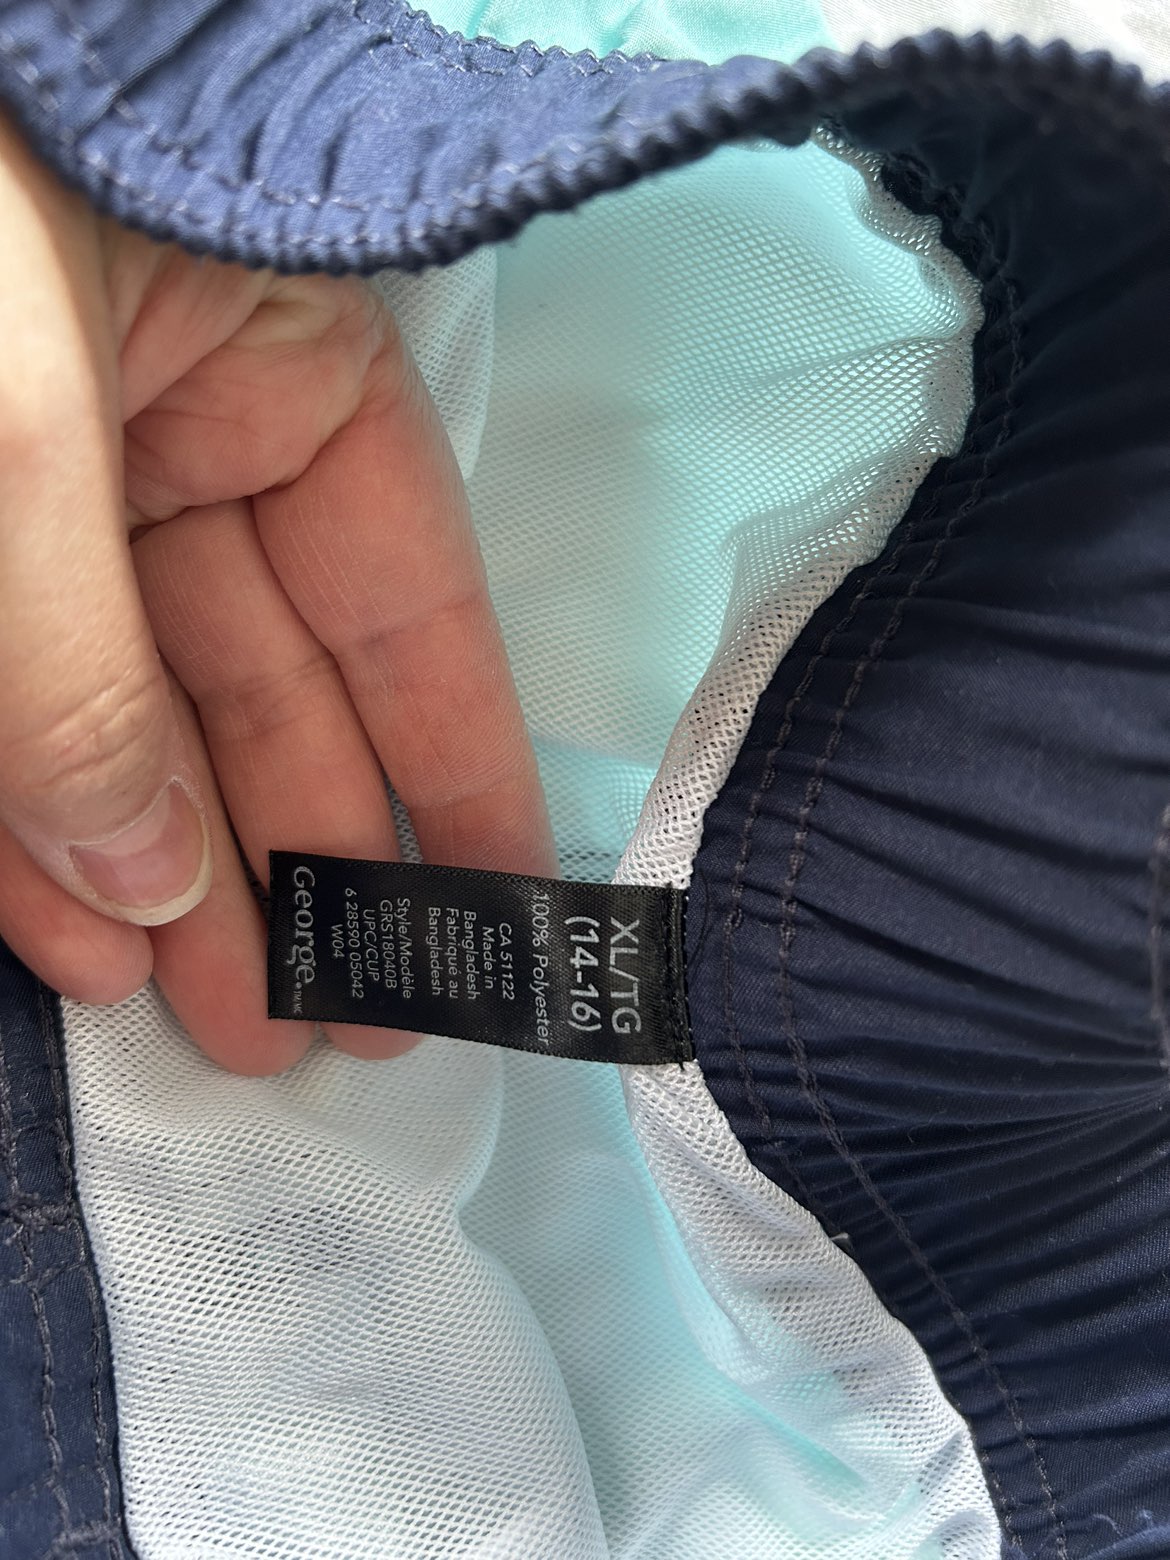 XL/TG
(14-16)
100% Polyester
CA 51122
Made in
Bangladesh
Fabriqué au
Bangladesh
Style/Modèle
GRS18040B
UPC/CUP
6 28520 05042
W04
George.